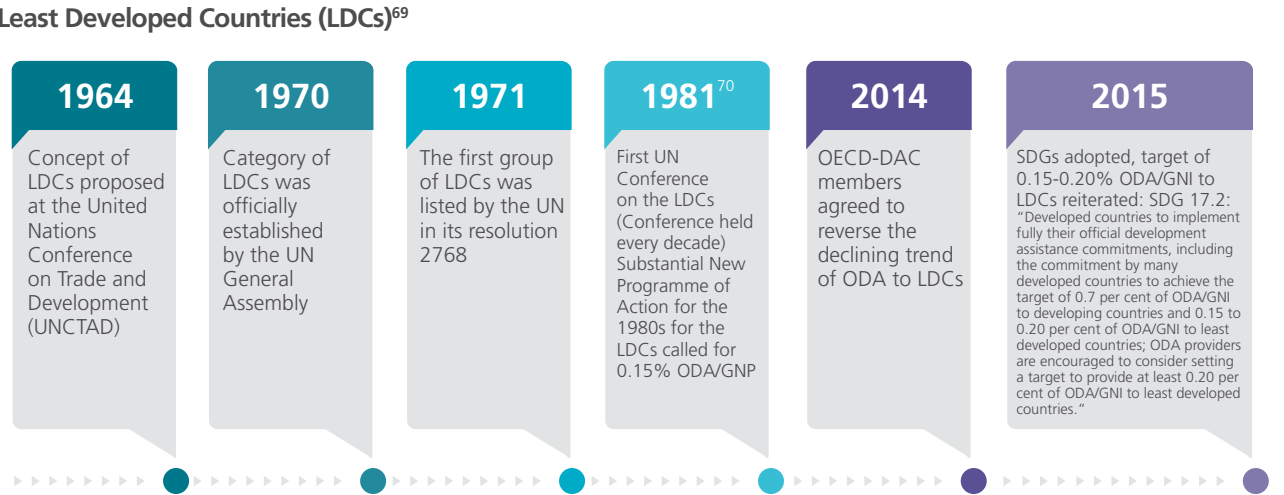 Least Developed Countries (LDCs)69
1964
Concept of
LDCs proposed
at the United
Nations
Conference
on Trade and
Development
(UNCTAD)
1970
Category of
LDCs was
officially
established
by the UN
General
Assembly
1971
The first group
of LDCs was
listed by the UN
in its resolution
2768
198170
First UN
Conference
on the LDCs
(Conference held
every decade)
Substantial New
Programme of
Action for the
1980s for the
LDCs called for
0.15% ODA/GNP
2014
OECD-DAC
members
agreed to
reverse the
declining trend
of ODA to LDCs
2015
SDGs adopted, target of
0.15-0.20% ODA/GNI to
LDCs reiterated: SDG 17.2:
“Developed countries to implement
fully their official development
assistance commitments, including
the commitment by many
developed countries to achieve the
target of 0.7 per cent of ODA/GNI
to developing countries and 0.15 to
0.20 per cent of ODA/GNI to least
developed countries; ODA providers
are encouraged to consider setting
a target to provide at least 0.20 per
cent of ODA/GNI to least developed
countries.”